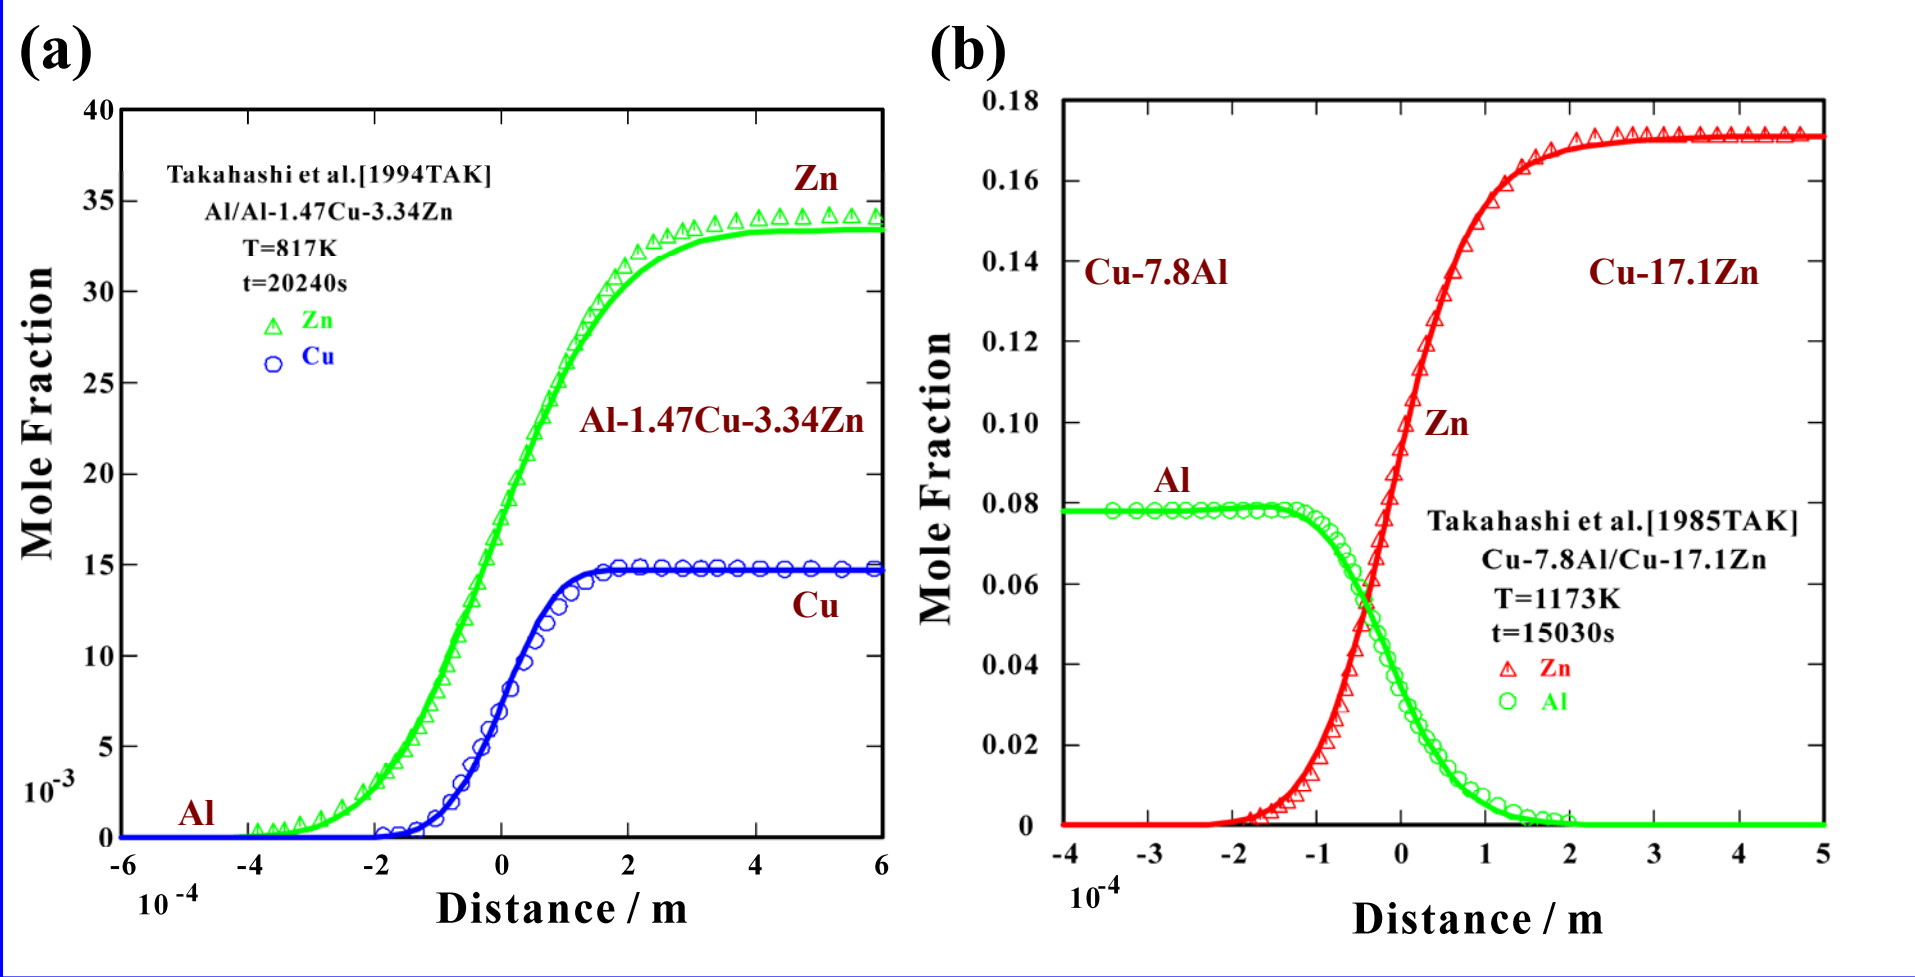 (a)
Takahashi et al.[1994TAK]
Al/Al-1.47Cu-3.34Zn
T=817K
t=20240s
Zn
Cu
Zn
Al-1.47Cu-3.34Zn
Cu
Al
Mole Fraction
40
35
30
25
20
15
10
5
0
10-3
-6 -4 -2 0 2 4 6
10-4
Distance / m
(b)
Cu-7.8Al
Cu-17.1Zn
Zn
Al
Takahashi et al.[1985TAK]
Cu-7.8Al/Cu-17.1Zn
T=1173K
t=15030s
Zn
Al
Mole Fraction
0.18
0.16
0.14
0.12
0.10
0.08
0.06
0.04
0.02
0
-4 -3 -2 -1 0 1 2 3 4 5
10-4
Distance / m